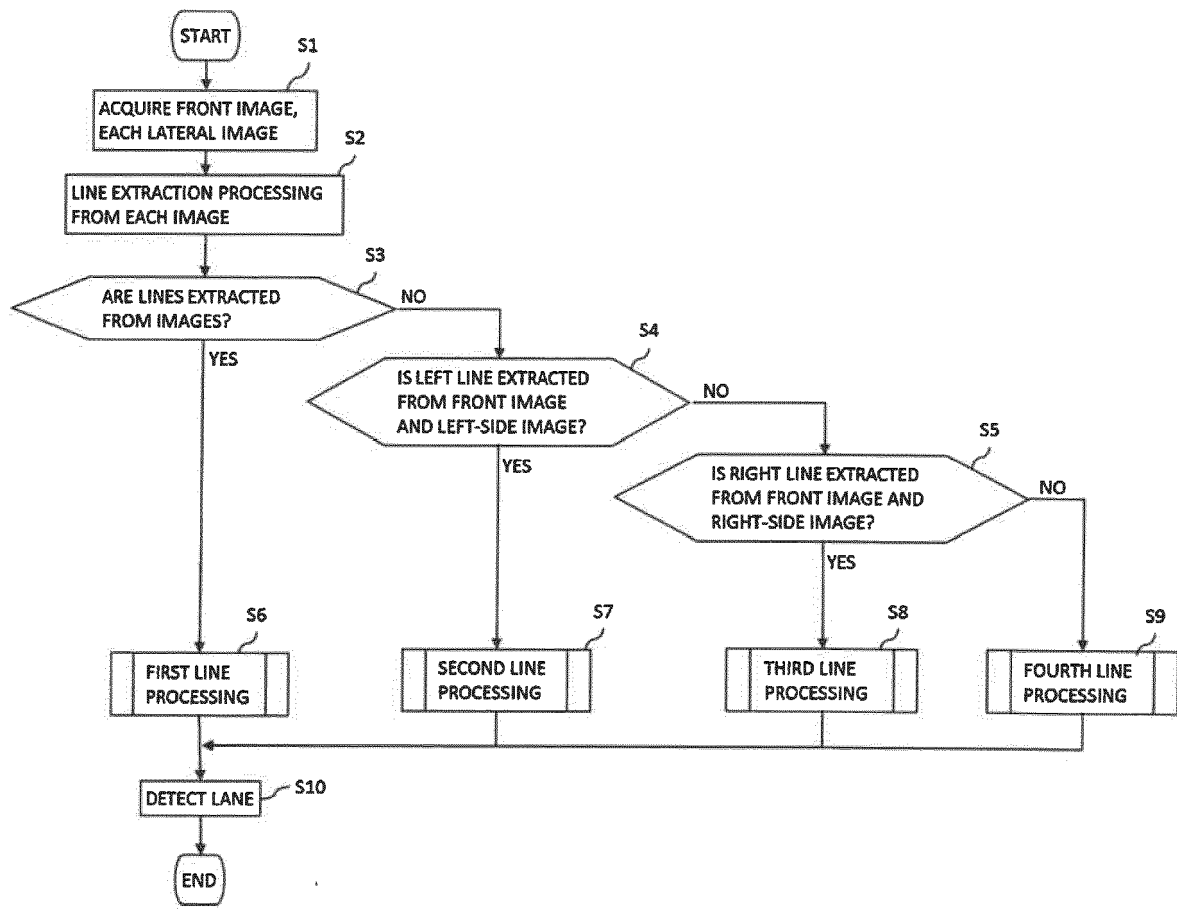 START
S1
ACQUIRE FRONT IMAGE,
EACH LATERAL IMAGE
S2
LINE EXTRACTION PROCESSING
FROM EACH IMAGE
S3
ARE LINES EXTRACTED
FROM IMAGES?
NO
YES
S4
IS LEFT LINE EXTRACTED
FROM FRONT IMAGE
AND LEFT-SIDE IMAGE?
NO
YES
S5
IS RIGHT LINE EXTRACTED
FROM FRONT IMAGE AND
RIGHT-SIDE IMAGE?
NO
YES
S6
FIRST LINE
PROCESSING
S7
SECOND LINE
PROCESSING
S8
THIRD LINE
PROCESSING
S9
FOURTH LINE
PROCESSING
DETECT LANE
S10
END